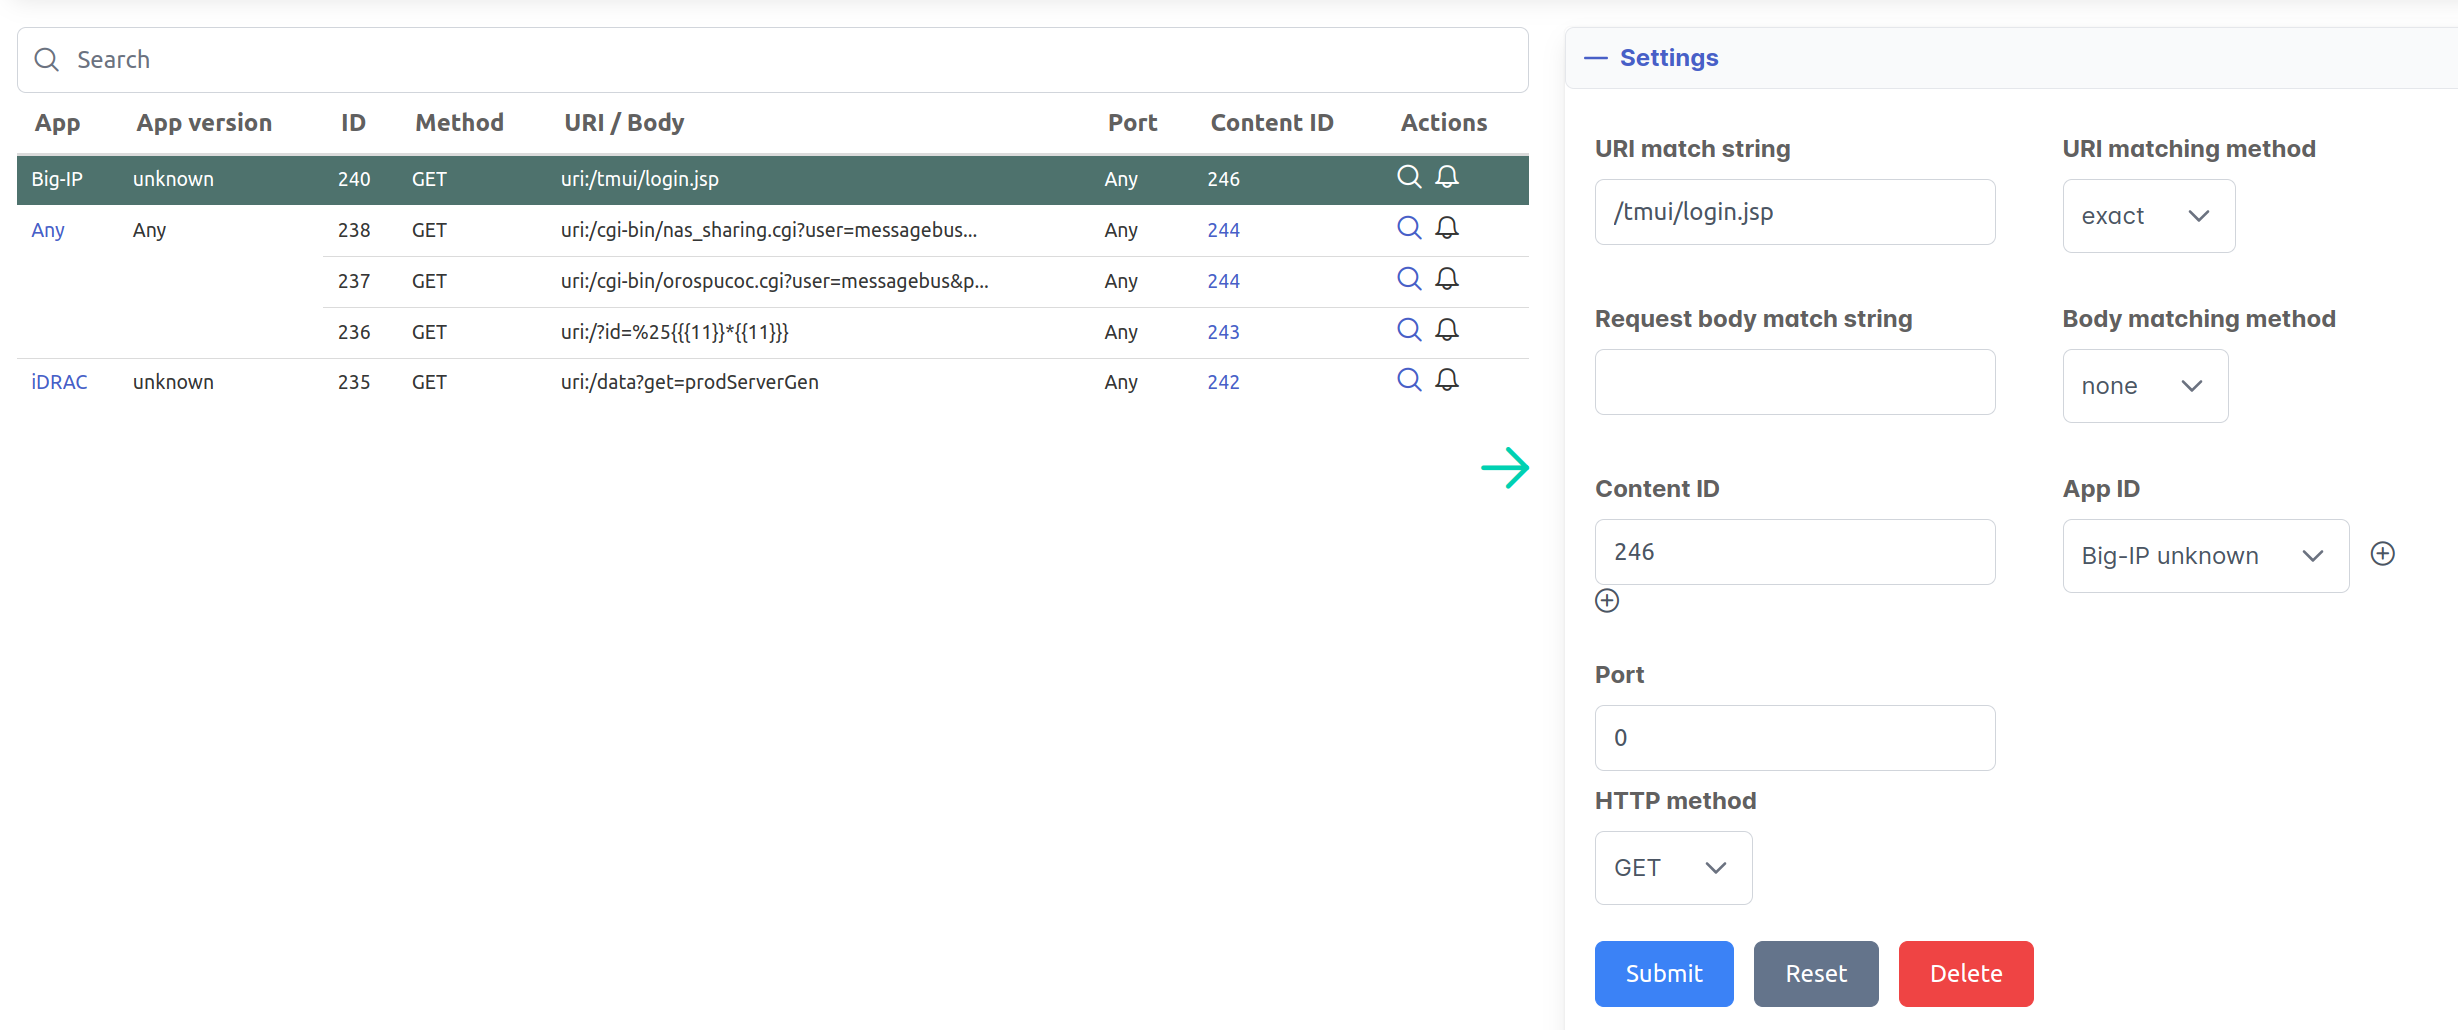 Search
App App version ID Method URI / Body Port Content ID Actions
Big-IP unknown 240 GET uri:/tmui/login.jsp Any 246
Any Any 238 GET uri:/cgi-bin/nas_sharing.cgi?user=messagebus... Any 244
237 GET uri:/cgi-bin/orospucoc.cgi?user=messagebus&p... Any 244
236 GET uri:/?id=%25{{{11}}*{{11}}} Any 243
iDRAC unknown 235 GET uri:/data?get=prodServerGen Any 242
Settings
URI match string URI matching method
/tmui/login.jsp exact
Request body match string Body matching method
none
Content ID App ID
246 Big-IP unknown
Port
0
HTTP method
GET
Submit Reset Delete